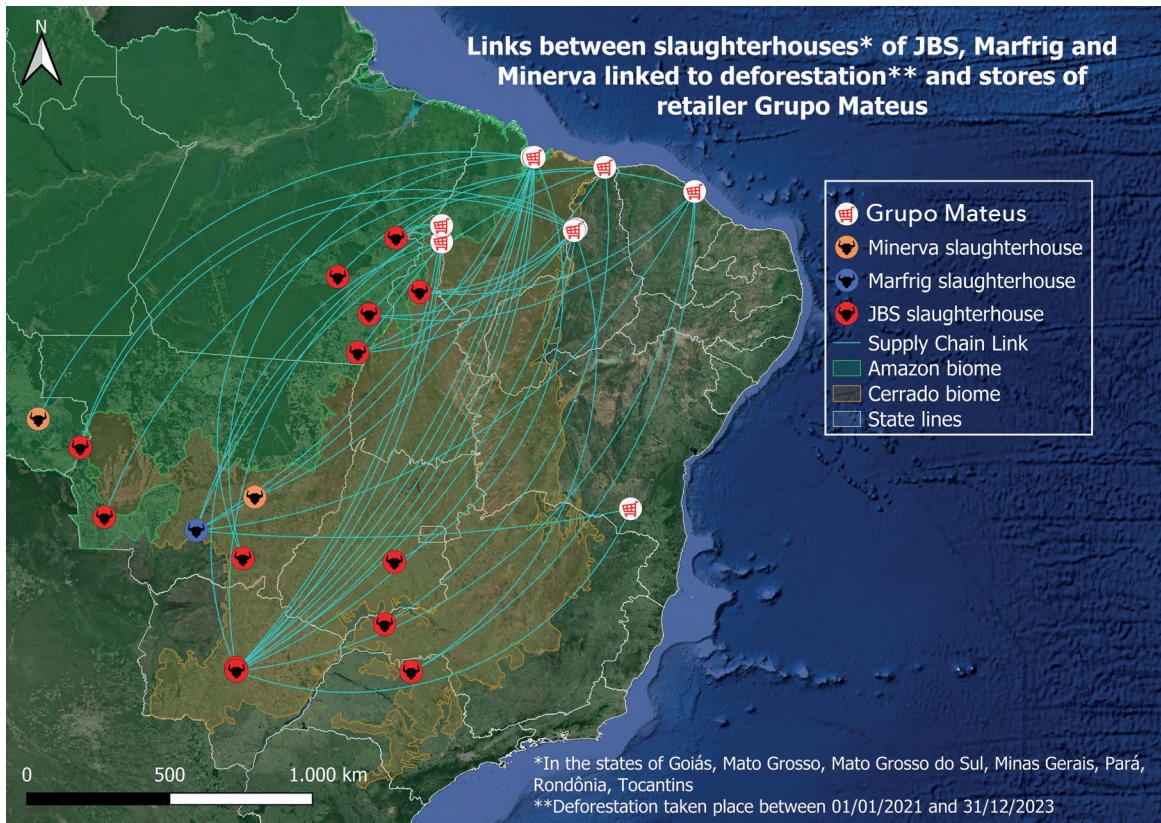 N
Links between slaughterhouses* of JBS, Marfrig and
Minerva linked to deforestation** and stores of
retailer Grupo Mateus
Grupo Mateus
Minerva slaughterhouse
Marfrig slaughterhouse
JBS slaughterhouse
Supply Chain Link
Amazon biome
Cerrado biome
State lines
0 500 1.000 km
*In the states of Goiás, Mato Grosso, Mato Grosso do Sul, Minas Gerais, Pará,
Rondônia, Tocantins
**Deforestation taken place between 01/01/2021 and 31/12/2023